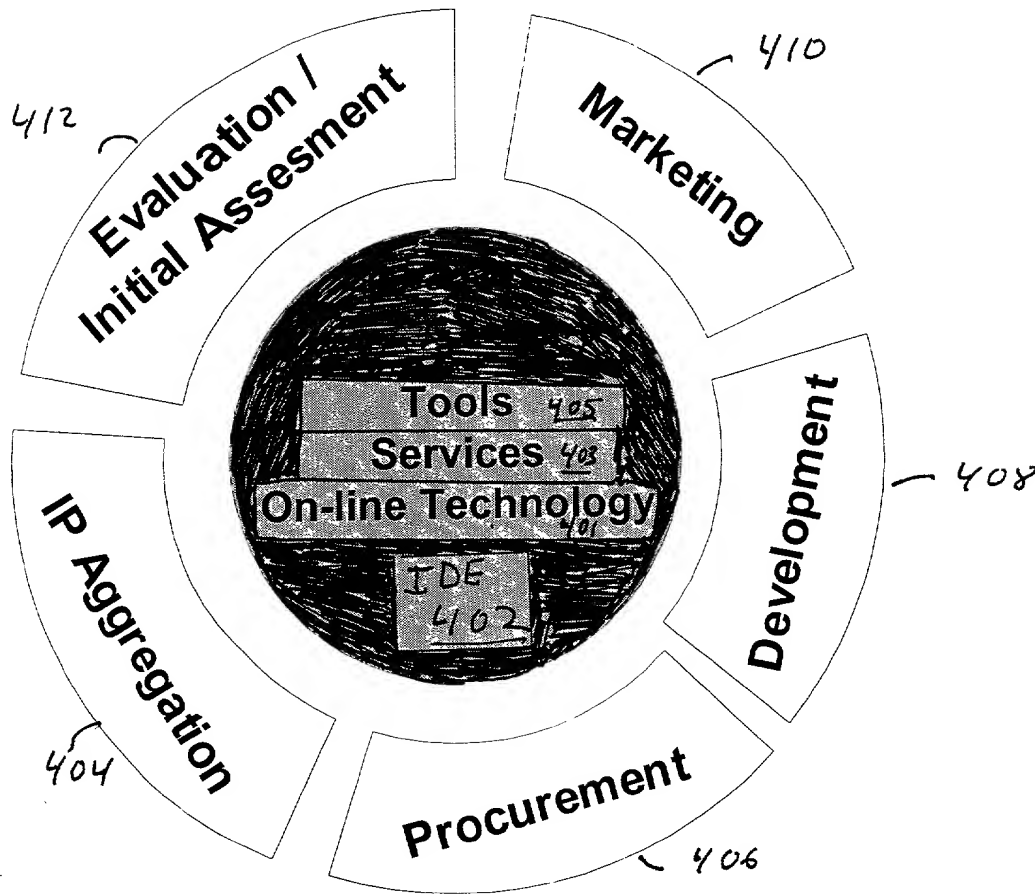 410
Marketing
412
Evaluation /
Initial Assesment
Tools 405
Services 403
On-line Technology
401
IDE
402
Development
408
IP Aggregation
404
Procurement
406